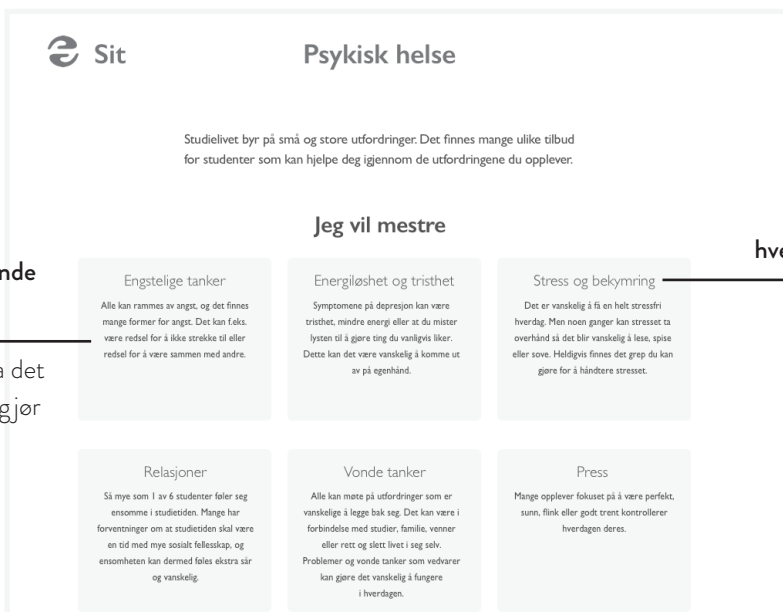 Sit
Psykisk helse
Studielivet byr på små og store utfordringer. Det finnes mange ulike tilbud
for studenter som kan hjelpe deg igjennom de utfordringene du opplever.
Jeg vil mestre
Engstelige tanker
Alle kan rammes av angst, og det finnes
mange former for angst. Det kan f.eks.
være redsel for å ikke strekke til eller
redsel for å være sammen med andre.
Energiløshet og tristhet
Symptomene på depresjon kan være
tristhet, mindre energi eller at du mister
lysten til å gjøre ting du vanligvis liker.
Dette kan det være vanskelig å komme ut
av på egenhånd.
Stress og bekymring
Det er vanskelig å få en helt stressfri
hverdag. Men noen ganger kan stresset ta
overhånd så det blir vanskelig å lese, spise
eller sove. Heldigvis finnes det grep du kan
gjøre for å håndtere stresset.
det
gjør
Relasjoner
Så mye som 1 av 6 studenter føler seg
ensomme i studietiden. Mange har
forventninger om at studietiden skal være
en tid med mye sosialt fellesskap, og
ensomheten kan dermed føles ekstra sår
og vanskelig.
Vonde tanker
Alle kan møte på utfordringer som er
vanskelige å legge bak seg. Det kan være i
forbindelse med studier, familie, venner
eller rett og slett livet i seg selv.
Problemer og vonde tanker som vedvarer
kan gjøre det vanskelig å fungere
i hverdagen.
Press
Mange opplever fokuset på å være perfekt,
sunn, flink eller godt trent kontrollerer
hverdagen deres.